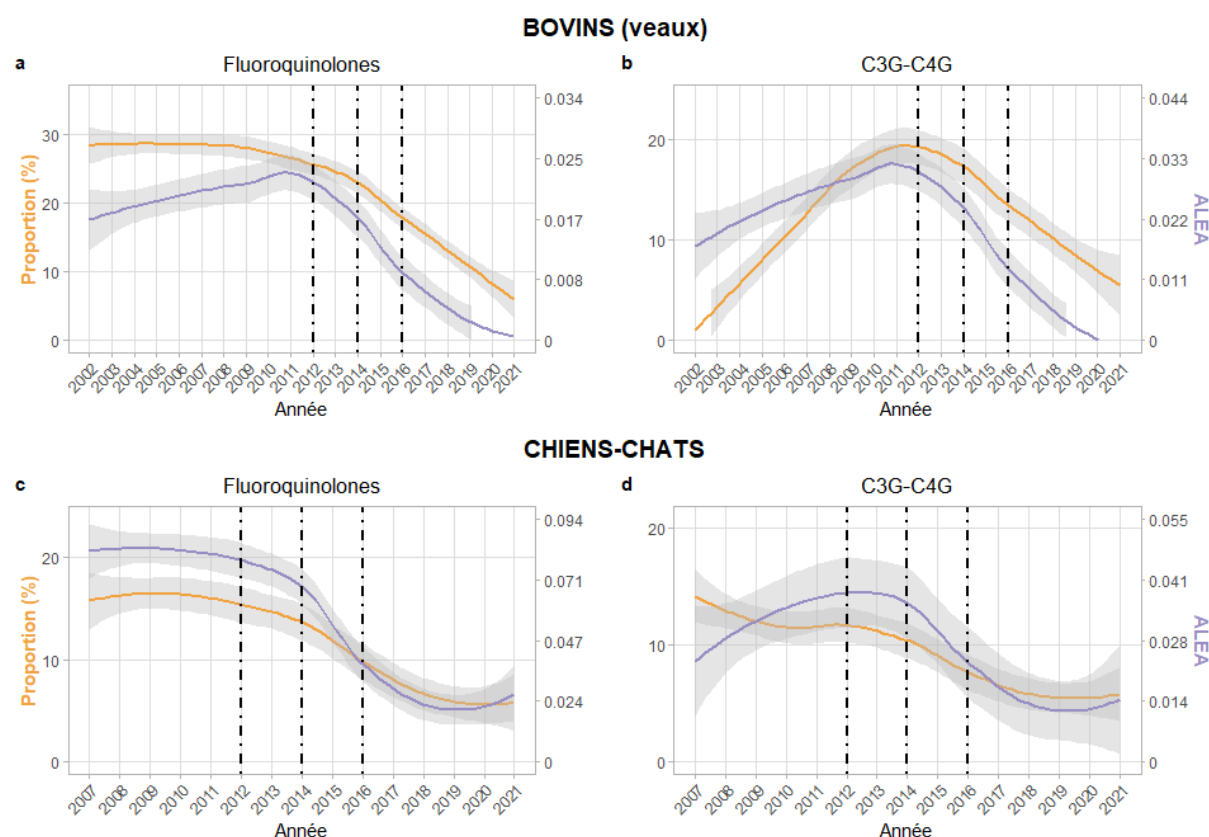 BOVINS (veaux)
a
Fluoroquinolones
b
C3G-C4G
Proportion (%)
30
20
10
0
0.034
0.025
0.017
0.008
0
20
10
0
0.044
0.033
0.022
0.011
0
ALEA
2002 2003 2004 2005 2006 2007 2008 2009 2010 2011 2012 2013 2014 2015 2016 2017 2018 2019 2020 2021
2002 2003 2004 2005 2006 2007 2008 2009 2010 2011 2012 2013 2014 2015 2016 2017 2018 2019 2020 2021
Année
Année
CHIENS-CHATS
c
Fluoroquinolones
d
C3G-C4G
Proportion (%)
20
10
0
0.094
0.071
0.047
0.024
0
20
10
0
0.055
0.041
0.028
0.014
0
ALEA
2007 2008 2009 2010 2011 2012 2013 2014 2015 2016 2017 2018 2019 2020 2021
2007 2008 2009 2010 2011 2012 2013 2014 2015 2016 2017 2018 2019 2020 2021
Année
Année